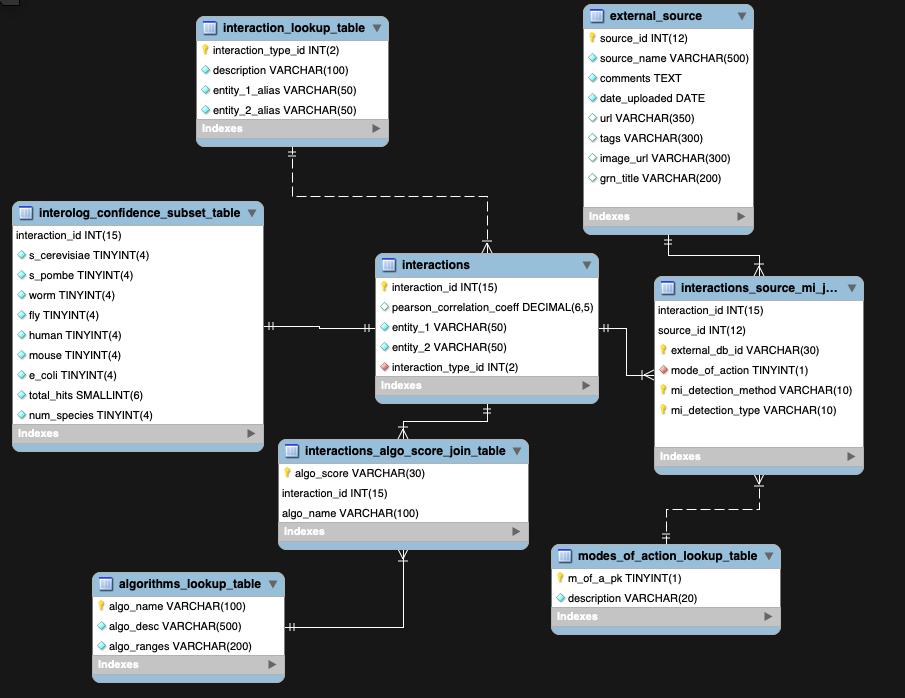 interaction_lookup_table
interaction_type_id INT(2)
description VARCHAR(100)
entity_1_alias VARCHAR(50)
entity_2_alias VARCHAR(50)
Indexes
external_source
source_id INT(12)
source_name VARCHAR(500)
comments TEXT
date_uploaded DATE
url VARCHAR(350)
tags VARCHAR(300)
image_url VARCHAR(300)
grn_title VARCHAR(200)
Indexes
interolog_confidence_subset_table
interaction_id INT(15)
s_cerevisiae TINYINT(4)
s_pombe TINYINT(4)
worm TINYINT(4)
fly TINYINT(4)
human TINYINT(4)
mouse TINYINT(4)
e_coli TINYINT(4)
total_hits SMALLINT(6)
num_species TINYINT(4)
Indexes
interactions
interaction_id INT(15)
pearson_correlation_coeff DECIMAL(6,5)
entity_1 VARCHAR(50)
entity_2 VARCHAR(50)
interaction_type_id INT(2)
Indexes
interactions_source_mi_j...
interaction_id INT(15)
source_id INT(12)
external_db_id VARCHAR(30)
mode_of_action TINYINT(1)
mi_detection_method VARCHAR(10)
mi_detection_type VARCHAR(10)
Indexes
interactions_algo_score_join_table
algo_score VARCHAR(30)
interaction_id INT(15)
algo_name VARCHAR(100)
Indexes
modes_of_action_lookup_table
m_of_a_pk TINYINT(1)
description VARCHAR(20)
Indexes
algorithms_lookup_table
algo_name VARCHAR(100)
algo_desc VARCHAR(500)
algo_ranges VARCHAR(200)
Indexes